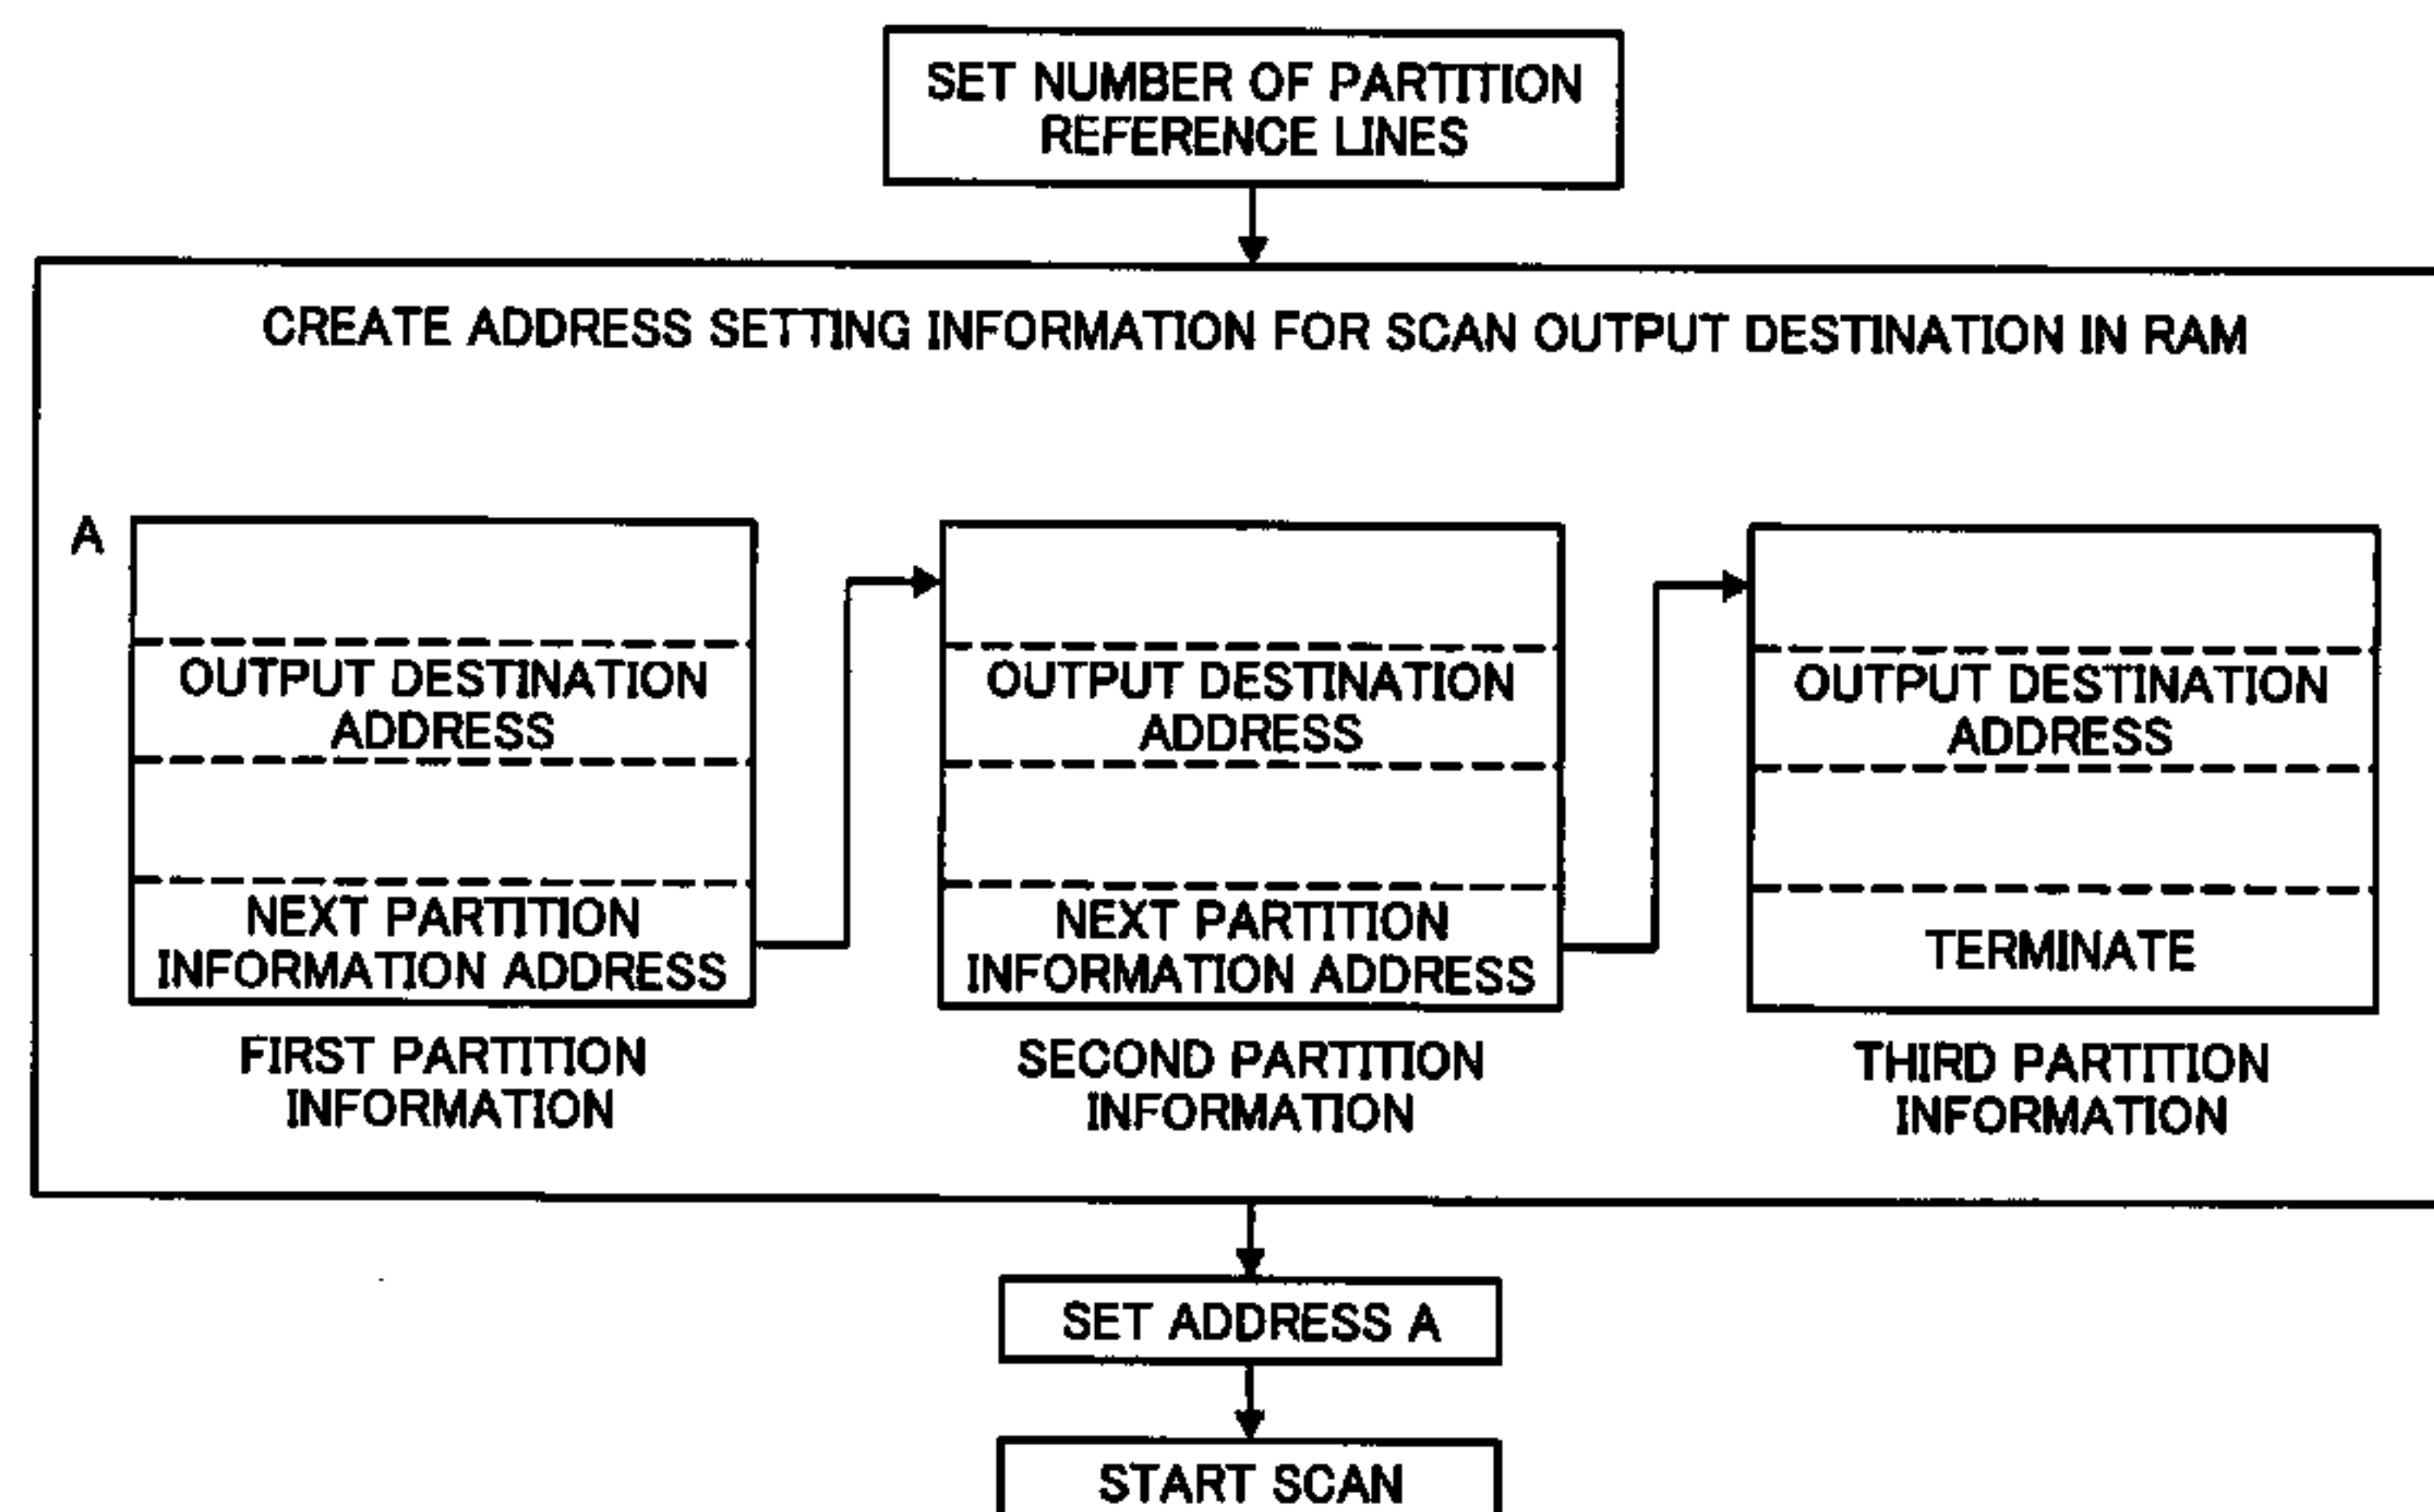 SET NUMBER OF PARTITION
REFERENCE LINES
CREATE ADDRESS SETTING INFORMATION FOR SCAN OUTPUT DESTINATION IN RAM
A
OUTPUT DESTINATION
ADDRESS
NEXT PARTITION
INFORMATION ADDRESS
FIRST PARTITION
INFORMATION
OUTPUT DESTINATION
ADDRESS
NEXT PARTITION
INFORMATION ADDRESS
SECOND PARTITION
INFORMATION
OUTPUT DESTINATION
ADDRESS
TERMINATE
THIRD PARTITION
INFORMATION
SET ADDRESS A
START SCAN